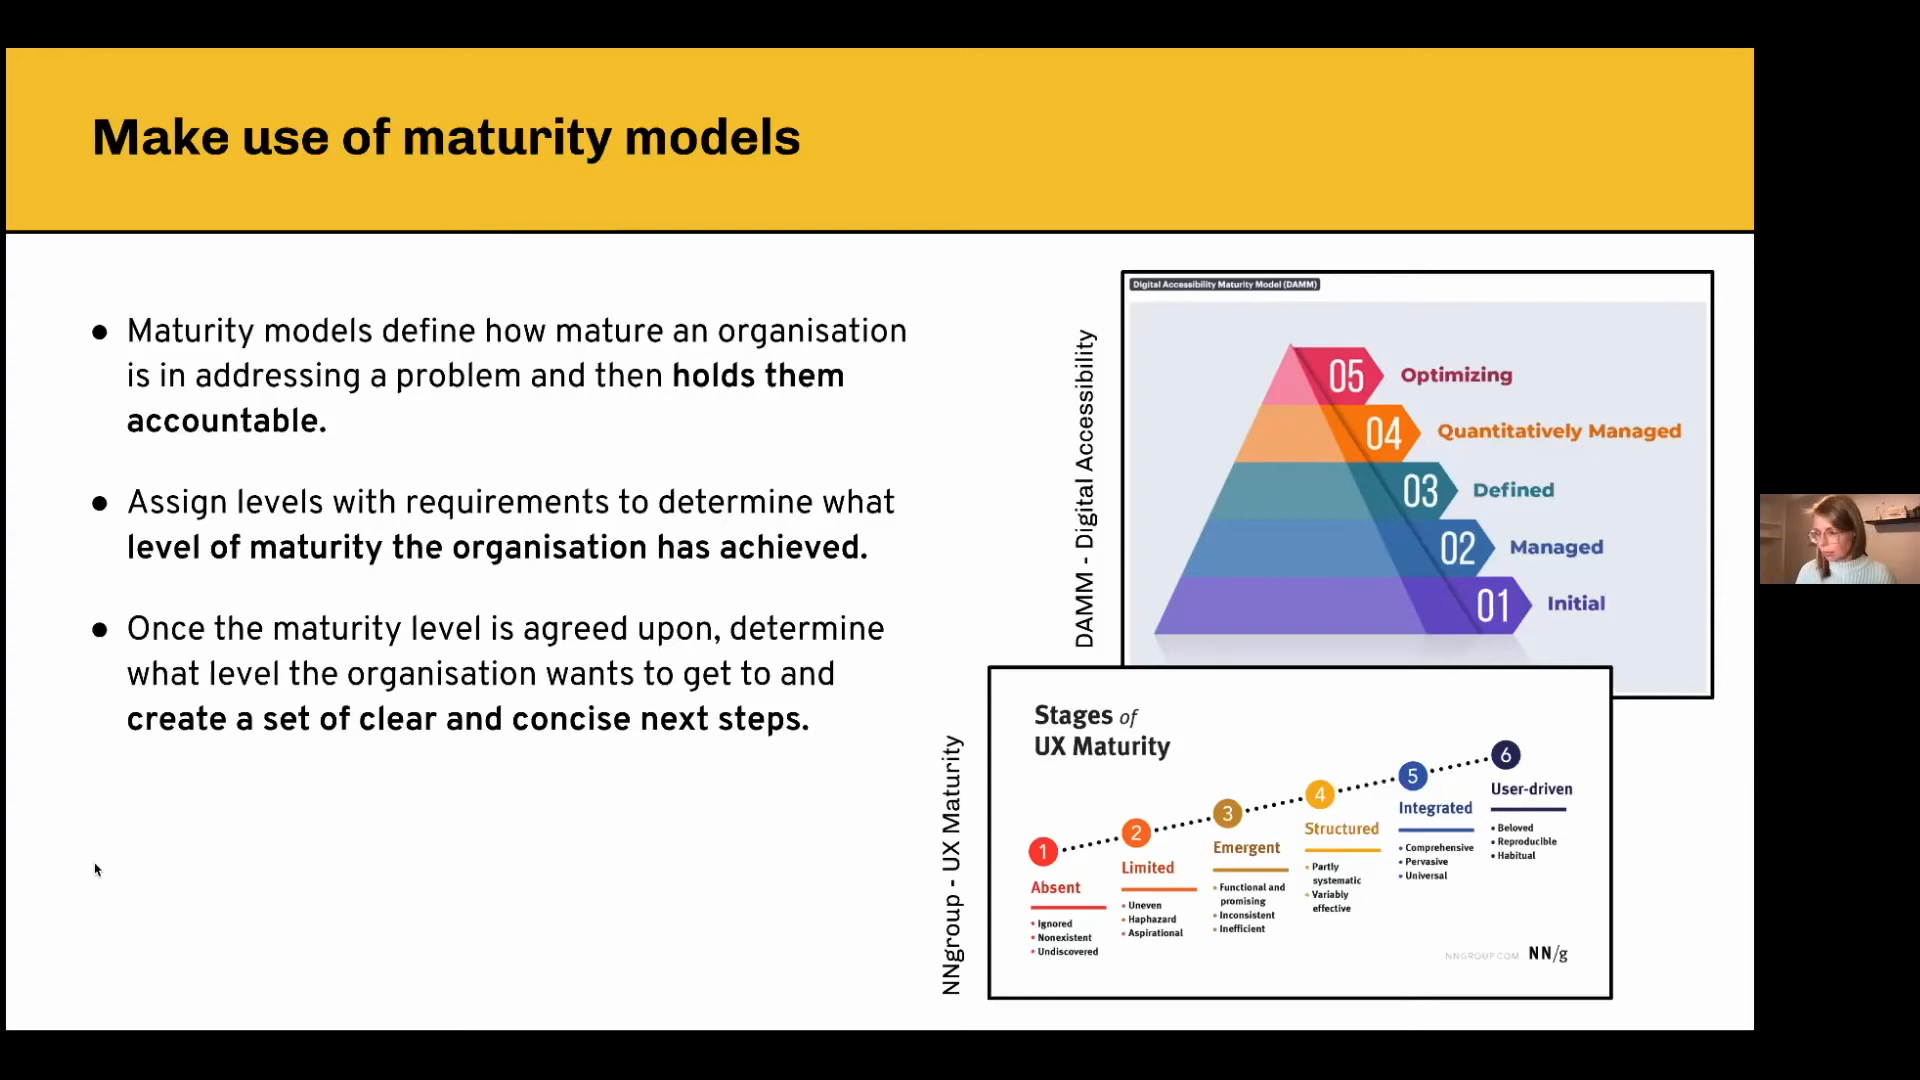 Make use of maturity models
● Maturity models define how mature an organisation
is in addressing a problem and then holds them
accountable.
● Assign levels with requirements to determine what
level of maturity the organisation has achieved.
● Once the maturity level is agreed upon, determine
what level the organisation wants to get to and
create a set of clear and concise next steps.
DAMM - Digital Accessibility
Digital Accessibility Maturity Model (DAMM)
05 Optimizing
04 Quantitatively Managed
03 Defined
02 Managed
01 Initial
NNgroup - UX Maturity
Stages of
UX Maturity
1
Absent
• Ignored
• Nonexistent
• Undiscovered
2
Limited
• Uneven
• Haphazard
• Aspirational
3
Emergent
• Functional and
promising
• Inconsistent
• Inefficient
4
Structured
• Partly
systematic
• Variably
effective
5
Integrated
• Comprehensive
• Pervasive
• Universal
6
User-driven
• Beloved
• Reproducible
• Habitual
NNGROUP.COM NN/g